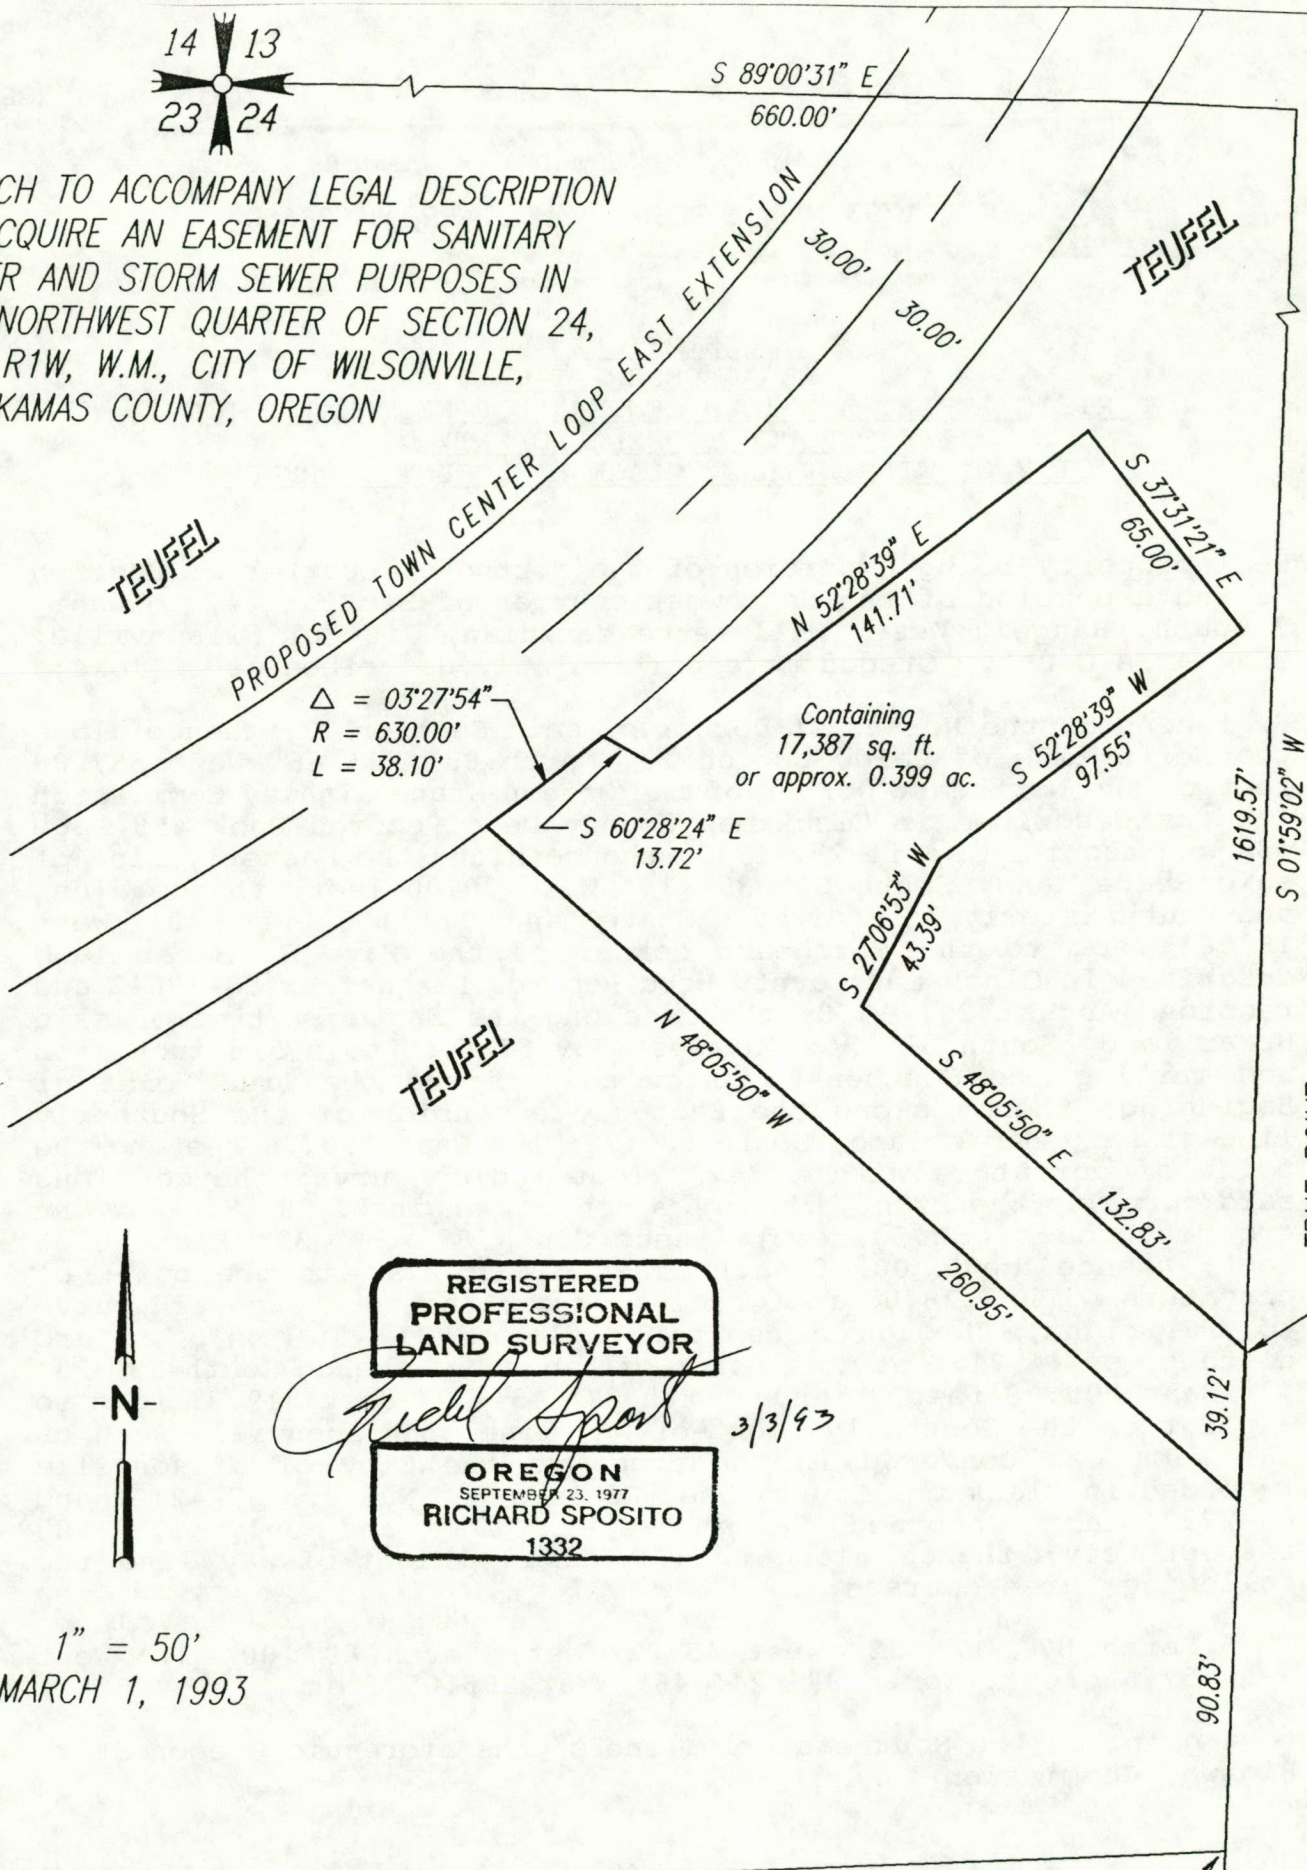 14 13
23 24
S 89°00'31" E
660.00'
CH TO ACCOMPANY LEGAL DESCRIPTION
CQUIRE AN EASEMENT FOR SANITARY
R AND STORM SEWER PURPOSES IN
NORTHWEST QUARTER OF SECTION 24,
R1W, W.M., CITY OF WILSONVILLE,
KAMAS COUNTY, OREGON
PROPOSED TOWN CENTER LOOP EAST EXTENSION
30.00'
30.00'
TEUFEL
TEUFEL
S 37°31'21" E
65.00'
N 52°28'39" E
141.71'
Δ = 03°27'54"
R = 630.00'
L = 38.10'
Containing
17,387 sq. ft.
or approx. 0.399 ac.
S 52°28'39" W
97.55'
S 60°28'24" E
13.72'
1619.57'
S 01°59'02" W
S 27°06'53" W
43.39'
TEUFEL
N 48°05'50" W
260.95'
S 48°05'50" E
132.83'
39.12'
90.83'
-N-
REGISTERED
PROFESSIONAL
LAND SURVEYOR
3/3/93
OREGON
SEPTEMBER 23, 1977
RICHARD SPOSITO
1332
1" = 50'
MARCH 1, 1993